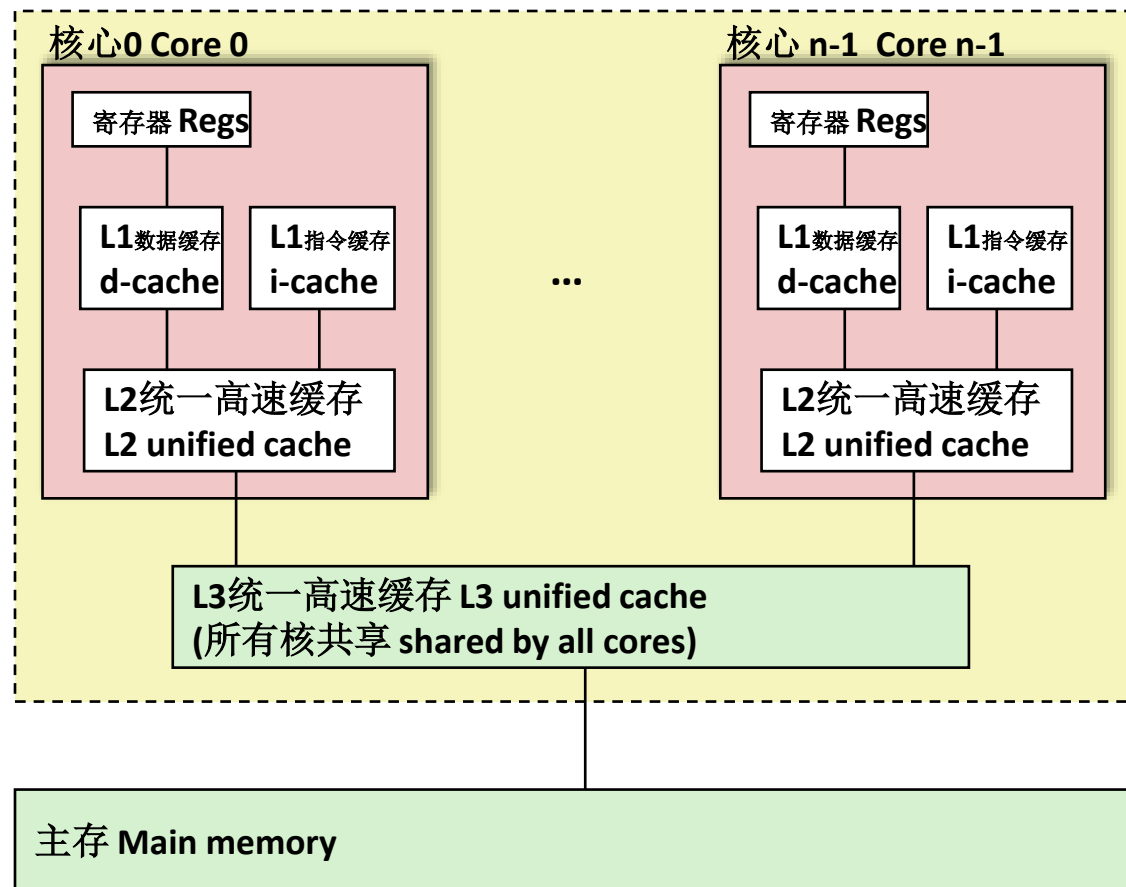 核心0 Core 0
寄存器 Regs
L1数据缓存
d-cache
L1指令缓存
i-cache
L2统一高速缓存
L2 unified cache
...
核心 n-1 Core n-1
寄存器 Regs
L1数据缓存
d-cache
L1指令缓存
i-cache
L2统一高速缓存
L2 unified cache
L3统一高速缓存 L3 unified cache
(所有核共享 shared by all cores)
主存 Main memory